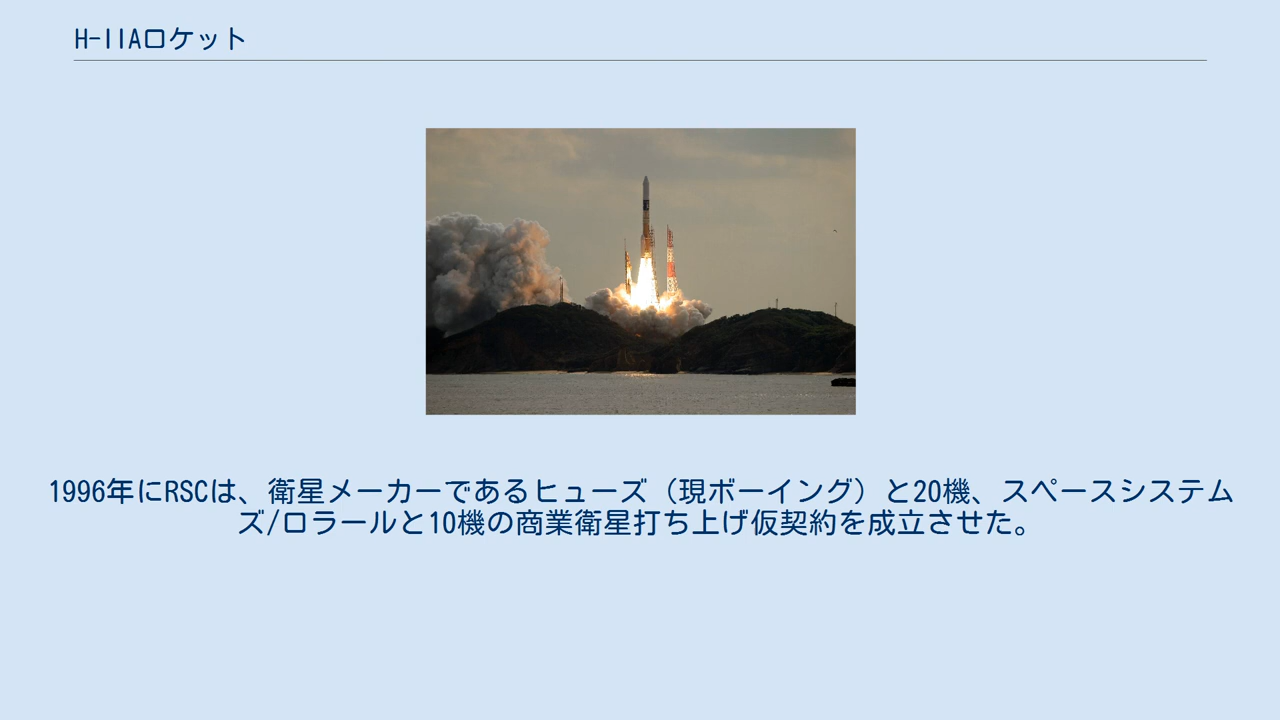 H-IIAロケット
1996年にRSCは、衛星メーカーであるヒューズ（現ボーイング）と20機、スペースシステム
ズ/ロラールと10機の商業衛星打ち上げ仮契約を成立させた。